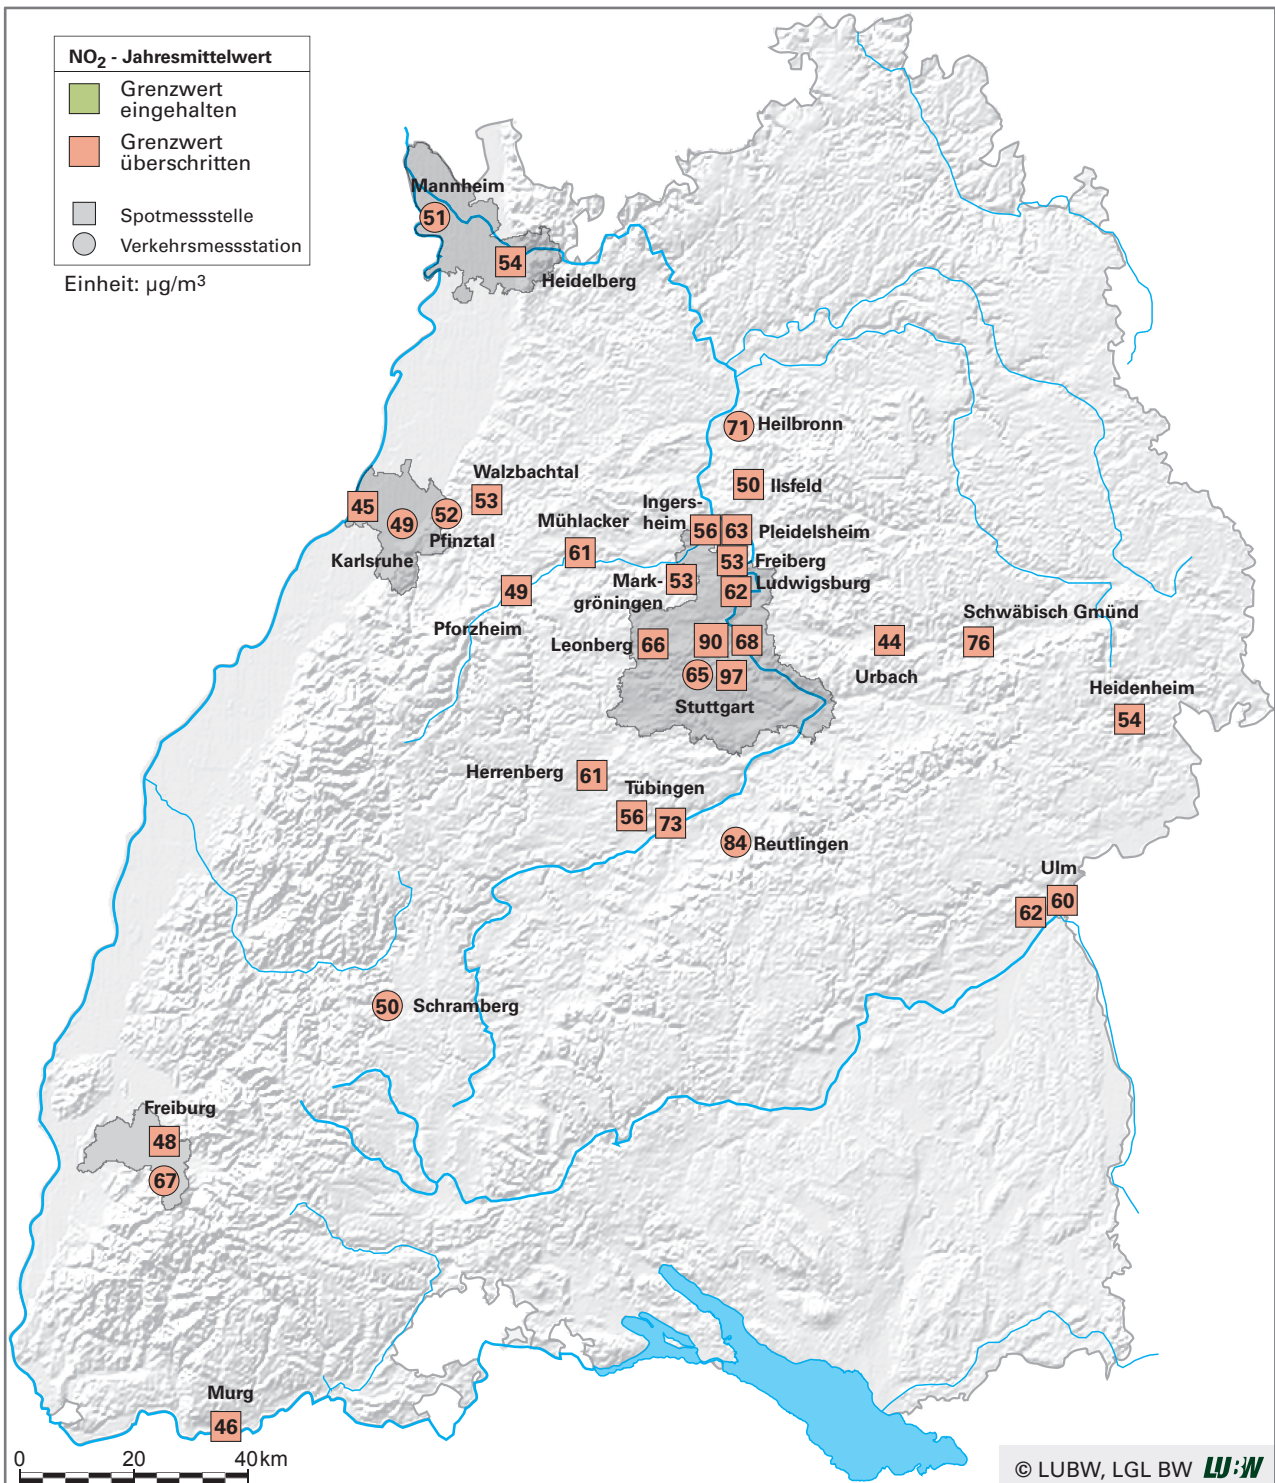 NO2 - Jahresmittelwert
Grenzwert
eingehalten
Grenzwert
überschritten
Spotmessstelle
Verkehrsmessstation
Einheit: µg/m3
Mannheim
51
54
Heidelberg
71
Heilbronn
Walzbachtal
50
Ilsfeld
45
49
52
53
Pfinztal
Karlsruhe
Ingers-
heim
56
63
Pleidelsheim
Mühlacker
61
53
Freiberg
Mark-
gröningen
53
62
Ludwigsburg
49
Pforzheim
Schwäbisch Gmünd
Leonberg
66
90
68
44
76
65
97
Urbach
Stuttgart
Heidenheim
54
Herrenberg
61
Tübingen
56
73
84
Reutlingen
Ulm
62
60
50
Schramberg
Freiburg
48
67
Murg
46
0
20
40 km
© LUBW, LGL BW LUBW